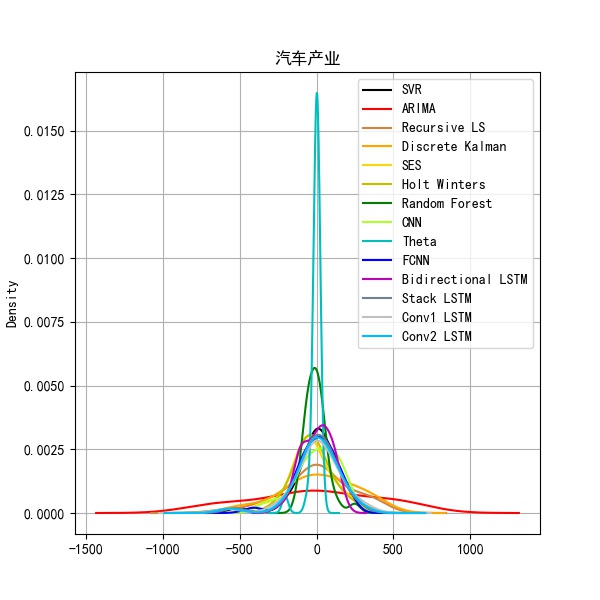 汽车产业
0.0150
0.0125
0.0100
0.0075
0.0050
0.0025
0.0000
Density
-1500
-1000
-500
0
500
1000
SVR
ARIMA
Recursive LS
Discrete Kalman
SES
Holt Winters
Random Forest
CNN
Theta
FCNN
Bidirectional LSTM
Stack LSTM
Conv1 LSTM
Conv2 LSTM